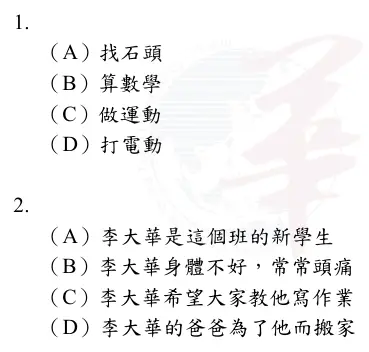 1.
（A）找石頭
（B）算數學
（C）做運動
（D）打電動
2.
（A）李大華是這個班的新學生
（B）李大華身體不好，常常頭痛
（C）李大華希望大家教他寫作業
（D）李大華的爸爸為了他而搬家